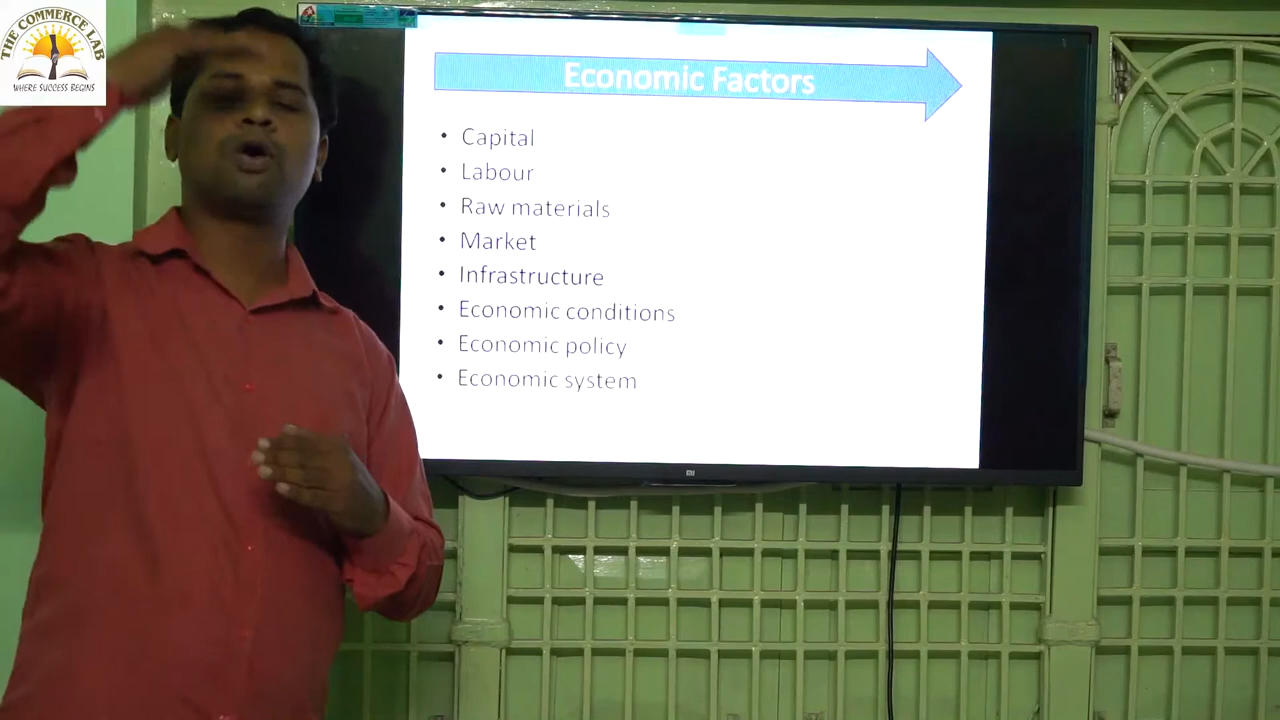 THE COMMERCE LAB
WHERE SUCCESS BEGINS
Economic Factors
• Capital
• Labour
• Raw materials
• Market
• Infrastructure
• Economic conditions
• Economic policy
• Economic system
mi